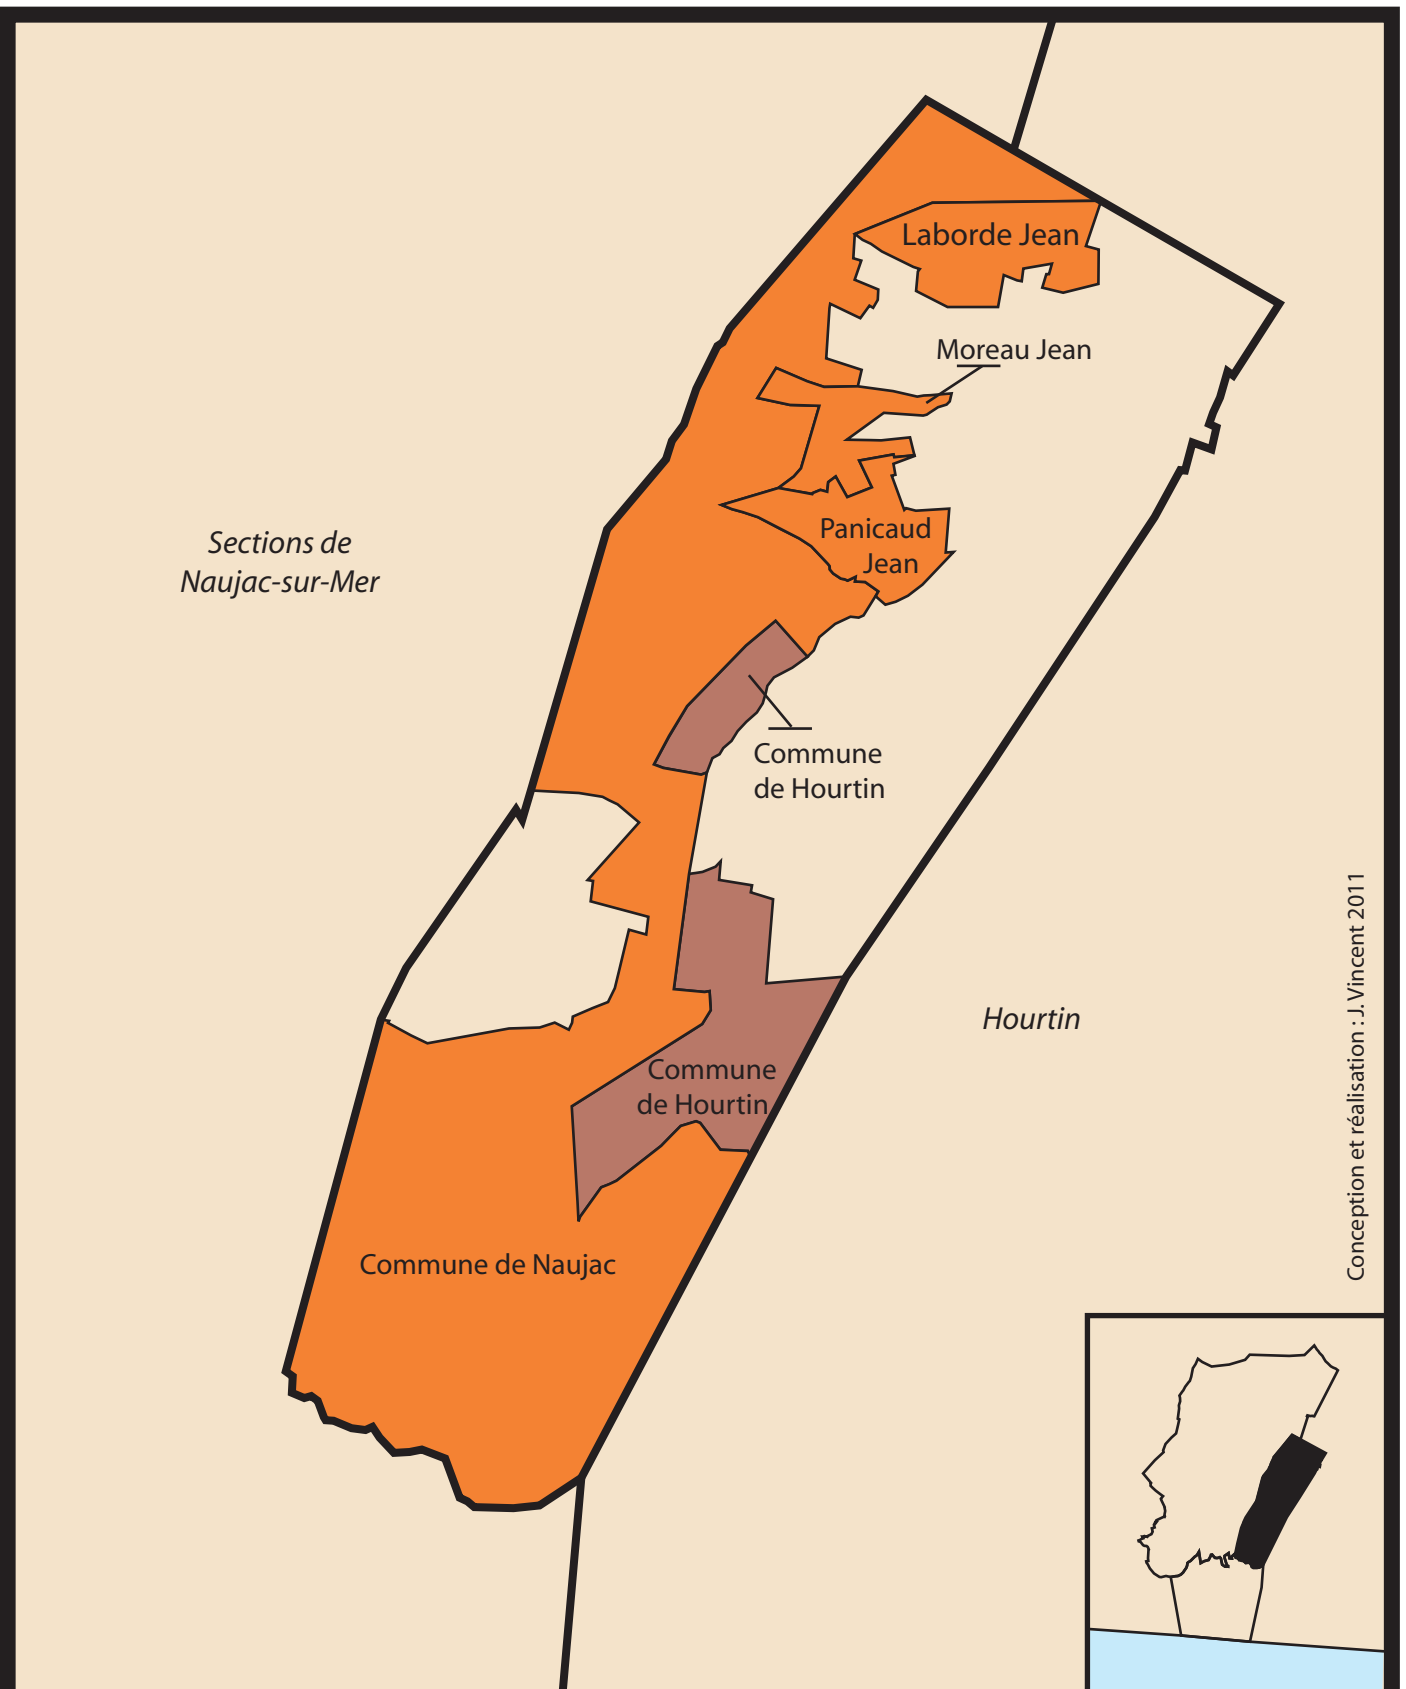 Laborde Jean
Moreau Jean
Panicaud
Jean
Sections de
Naujac-sur-Mer
Commune
de Hourtin
Hourtin
Commune
de Hourtin
Commune de Naujac
Conception et réalisation : J. Vincent 2011